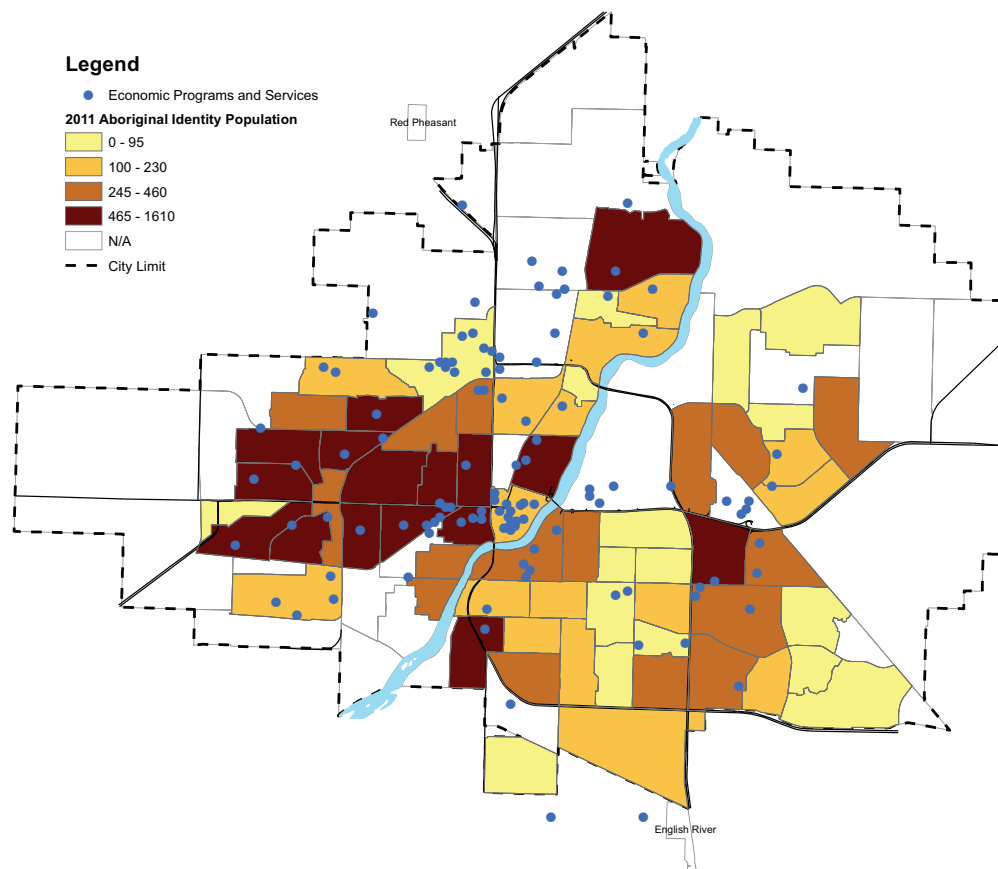 Legend
Economic Programs and Services
2011 Aboriginal Identity Population
0 - 95
100 - 230
245 - 460
465 - 1610
N/A
City Limit
Red Pheasant
English River